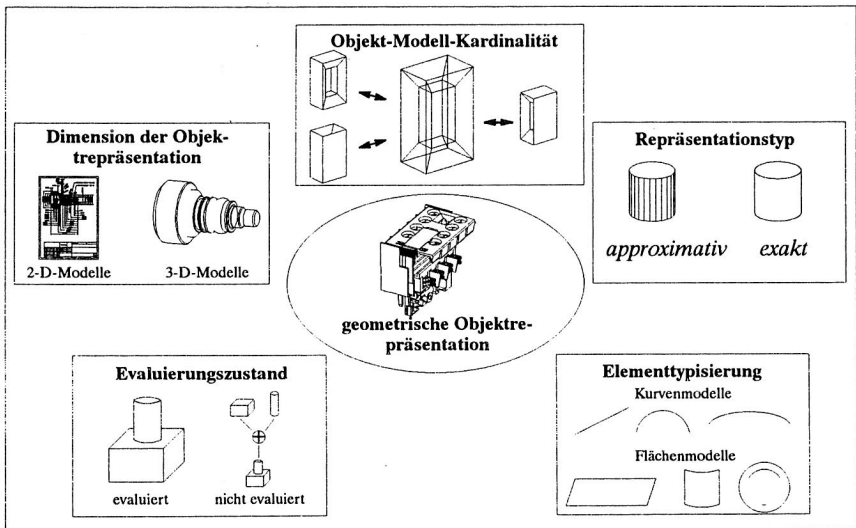 Objekt-Modell-Kardinalität
Dimension der Objek-
trepräsentation
2-D-Modelle
3-D-Modelle
Repräsentationstyp
approximativ
exakt
geometrische Objektre-
präsentation
Evaluierungszustand
evaluiert
nicht evaluiert
Elementtypisierung
Kurvenmodelle
Flächenmodelle